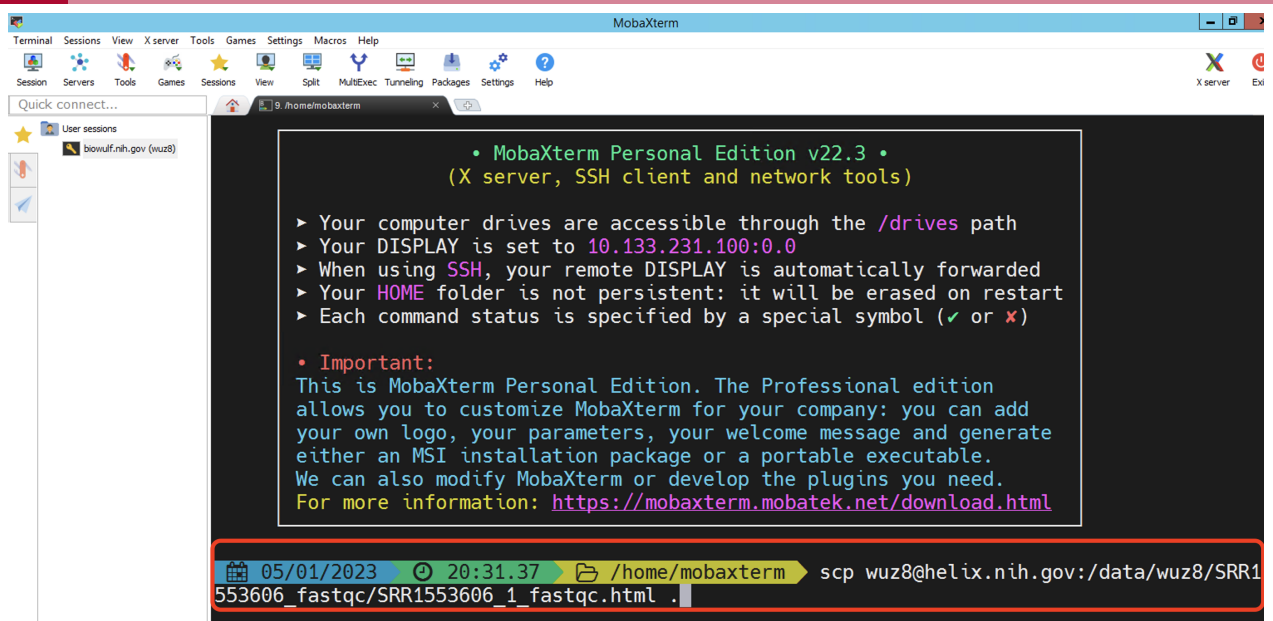 MobaXterm
Terminal Sessions View X server Tools Games Settings Macros Help
Session Servers Tools Games Sessions View Split MultiExec Tunneling Packages Settings Help X server
Quick connect...
9. /home/mobaxterm
User sessions
biowulf.nih.gov (wuz8)
• MobaXterm Personal Edition v22.3 •
(X server, SSH client and network tools)
➤ Your computer drives are accessible through the /drives path
➤ Your DISPLAY is set to 10.133.231.100:0.0
➤ When using SSH, your remote DISPLAY is automatically forwarded
➤ Your HOME folder is not persistent: it will be erased on restart
➤ Each command status is specified by a special symbol (✔ or ✘)
• Important:
This is MobaXterm Personal Edition. The Professional edition
allows you to customize MobaXterm for your company: you can add
your own logo, your parameters, your welcome message and generate
either an MSI installation package or a portable executable.
We can also modify MobaXterm or develop the plugins you need.
For more information: https://mobaxterm.mobatek.net/download.html
05/01/2023 20:31.37 /home/mobaxterm scp wuz8@helix.nih.gov:/data/wuz8/SRR1
553606_fastqc/SRR1553606_1_fastqc.html .